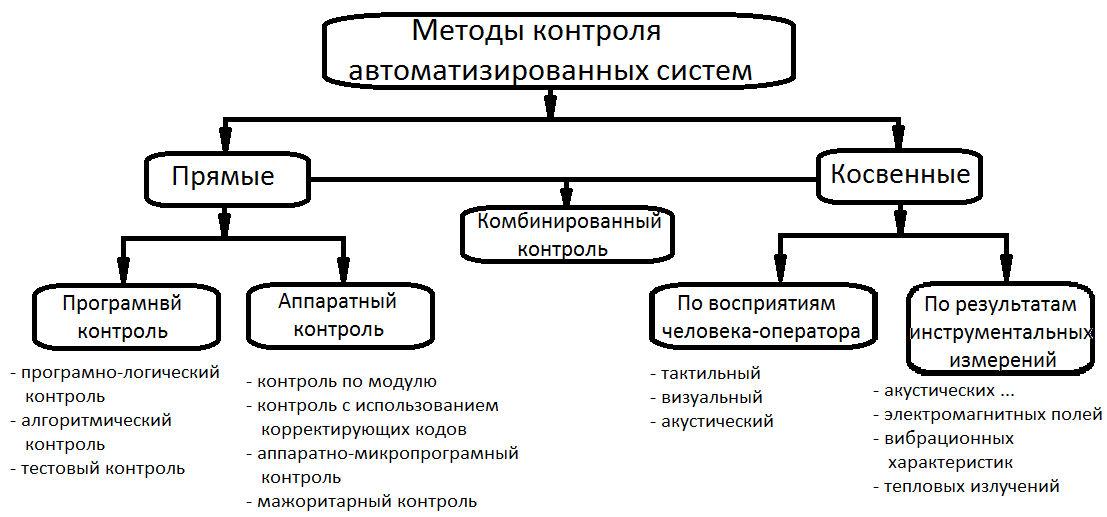 Методы контроля
автоматизированных систем
Прямые
Косвенные
Комбинированный
контроль
Програмнвй
контроль
Аппаратный
контроль
По восприятиям
человека-оператора
По результатам
инструментальных
измерений
- програмно-логический
контроль
- алгоритмический
контроль
- тестовый контроль
- контроль по модулю
- контроль с использованием
корректирующих кодов
- аппаратно-микропрограмный
контроль
- мажоритарный контроль
- тактильный
- визуальный
- акустический
- акустических ...
- электромагнитных полей
- вибрационных
характеристик
- тепловых излучений